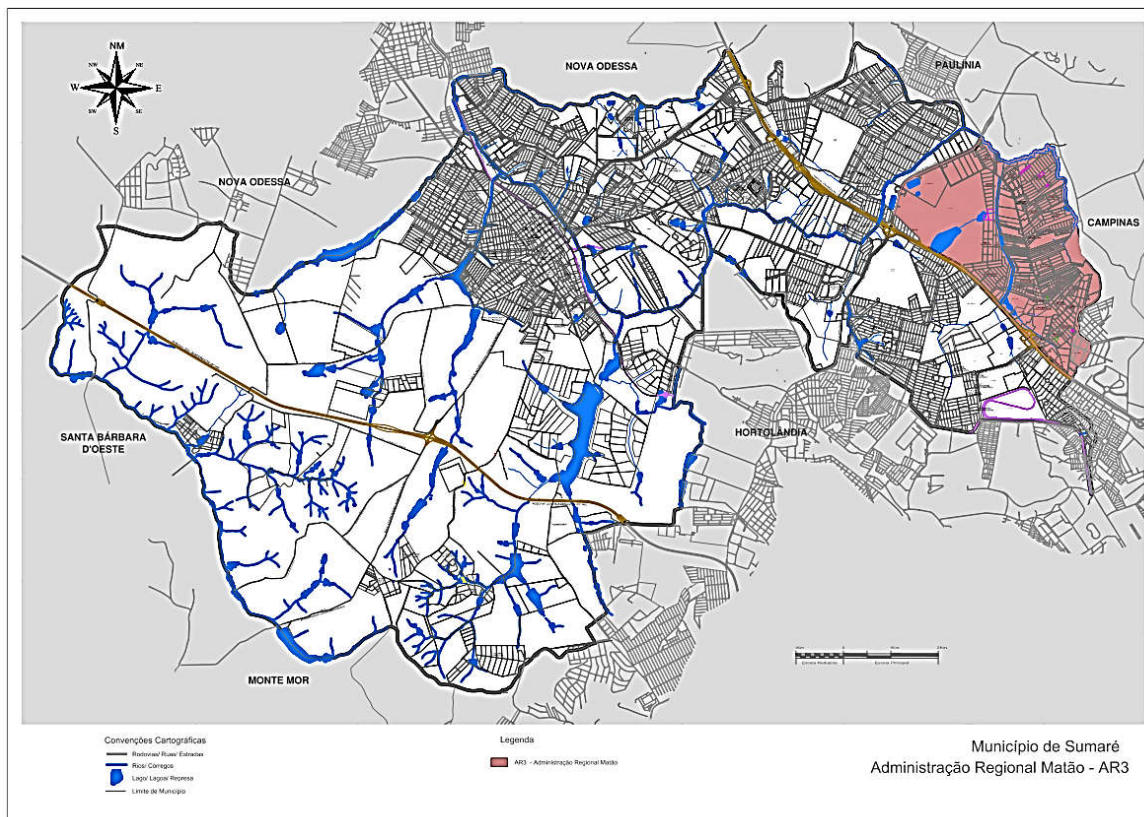 NM
NW
NE
W
E
SW
SE
S
NOVA ODESSA
PAULÍNIA
NOVA ODESSA
CAMPINAS
SANTA BÁRBARA
D'OESTE
HORTOLÂNDIA
MONTE MOR
Convenções Cartográficas
Rodovias/ Ruas/ Estradas
Rios/ Córregos
Lago/ Lagoa/ Represa
Limite de Município
Legenda
AR3 - Administração Regional Matão
Município de Sumaré
Administração Regional Matão - AR3